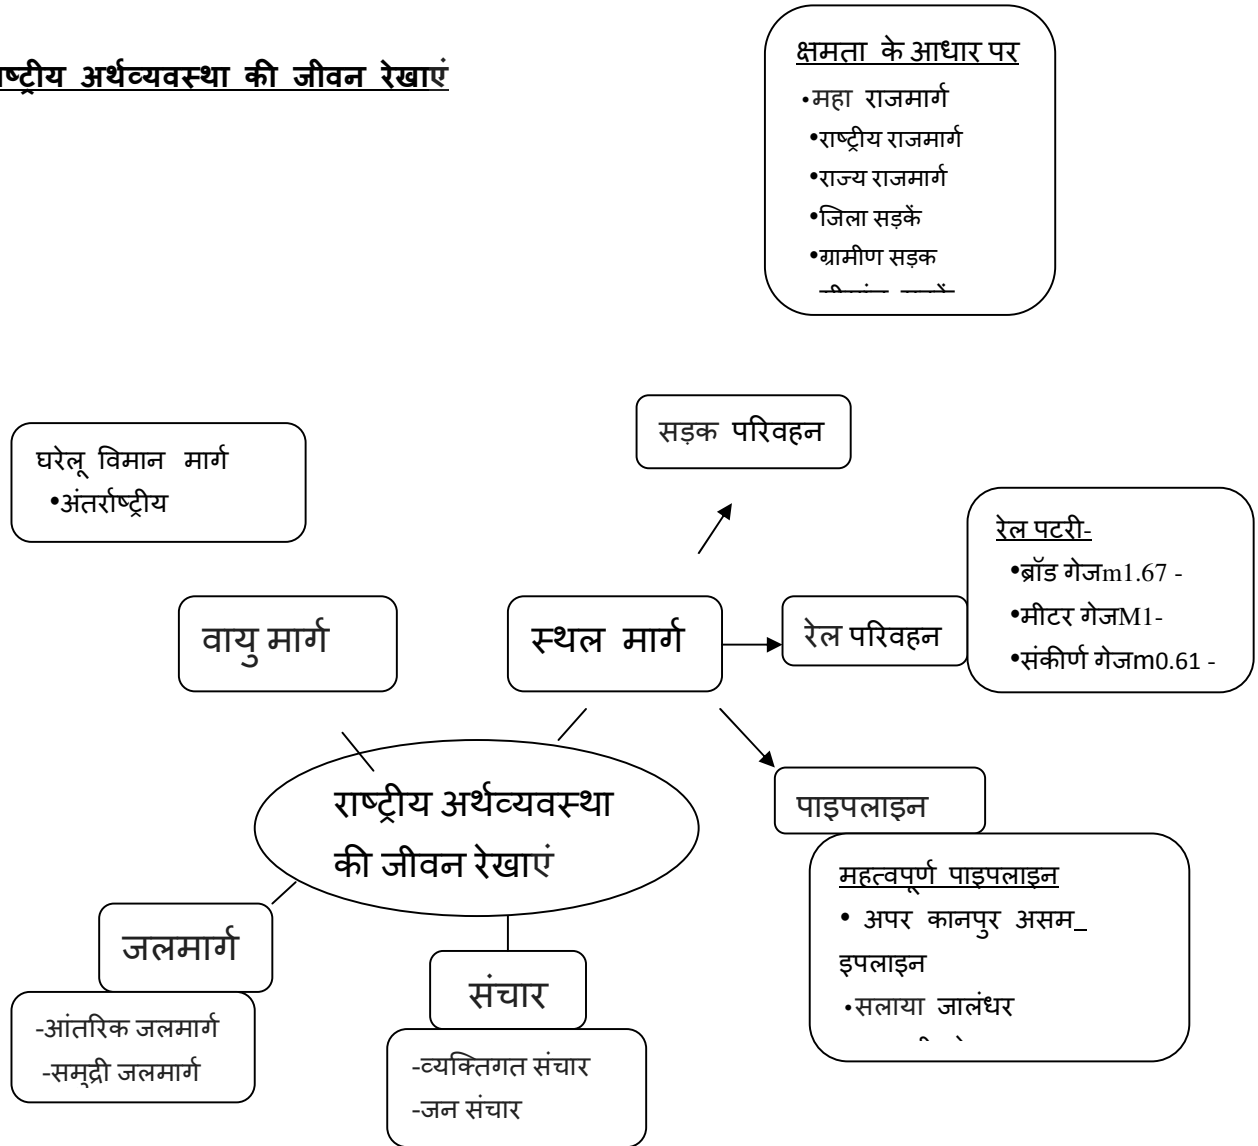 अर्थव्यवस्था की जीवन रेखाएं
क्षमता के आधार पर
•महा राजमार्ग
•राष्ट्रीय राजमार्ग
•राज्य राजमार्ग
•जिला सड़कें
•ग्रामीण सड़क
सड़क परिवहन
घरेलू विमान मार्ग
•अंतर्राष्ट्रीय
रेल पटरी-
•ब्रॉड गेजm1.67 -
•मीटर गेजM1-
•संकीर्ण गेजm0.61 -
वायु मार्ग
स्थल मार्ग
रेल परिवहन
राष्ट्रीय अर्थव्यवस्था
की जीवन रेखाएं
पाइपलाइन
महत्वपूर्ण पाइपलाइन
• अपर कानपुर असम_
इपलाइन
•सलाया जालंधर
जलमार्ग
-आंतरिक जलमार्ग
-समुद्री जलमार्ग
संचार
-व्यक्तिगत संचार
-जन संचार